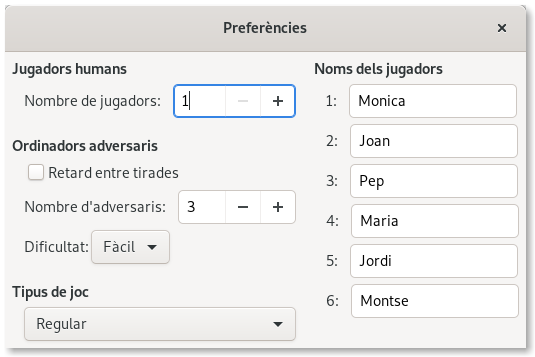 Preferències
Jugadors humans
Nombre de jugadors: 1
Ordinadors adversaris
Retard entre tirades
Nombre d'adversaris: 3
Dificultat: Fàcil
Tipus de joc
Regular
Noms dels jugadors
1: Monica
2: Joan
3: Pep
4: Maria
5: Jordi
6: Montse